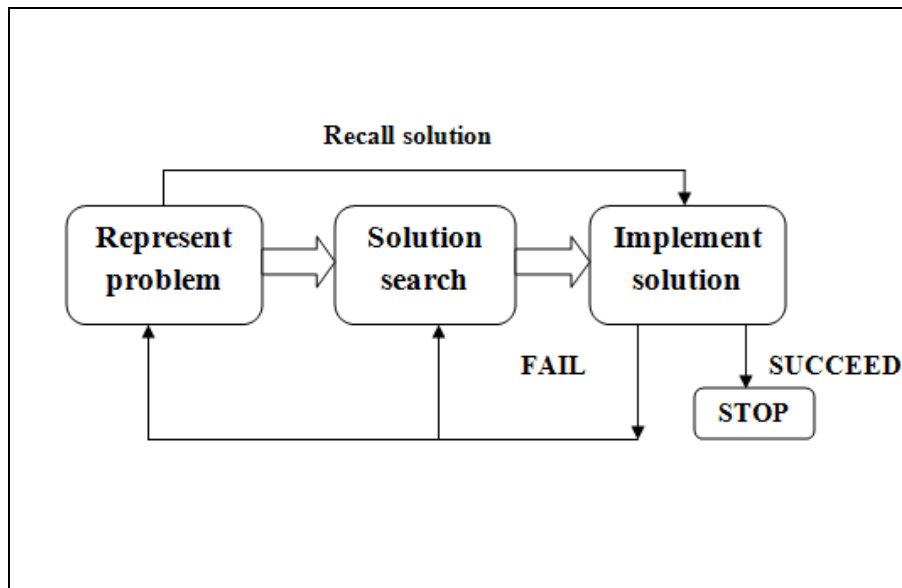 Recall solution
Represent
problem
Solution
search
Implement
solution
FAIL
SUCCEED
STOP